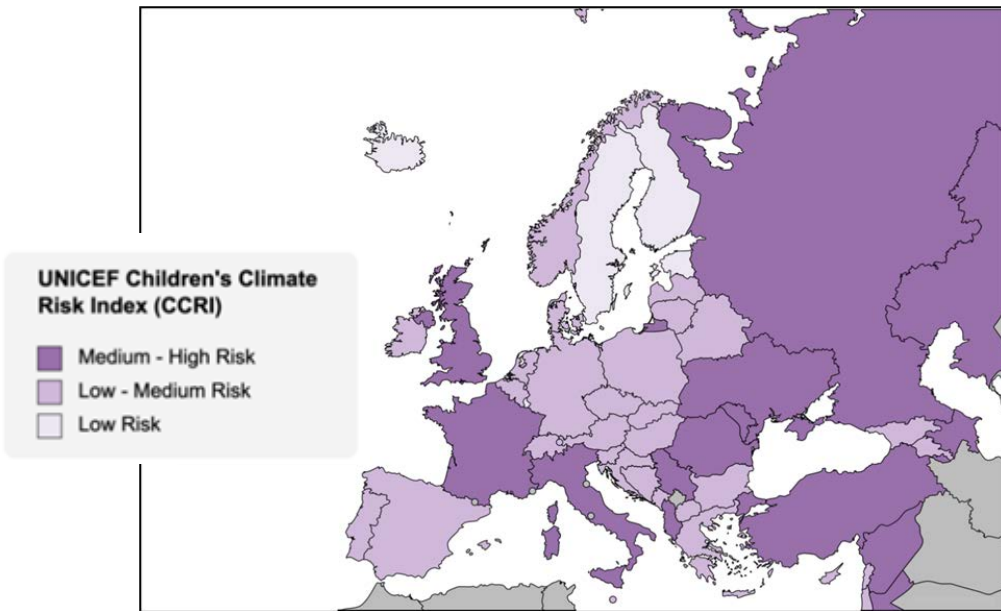 UNICEF Children's Climate
Risk Index (CCRI)
Medium - High Risk
Low - Medium Risk
Low Risk